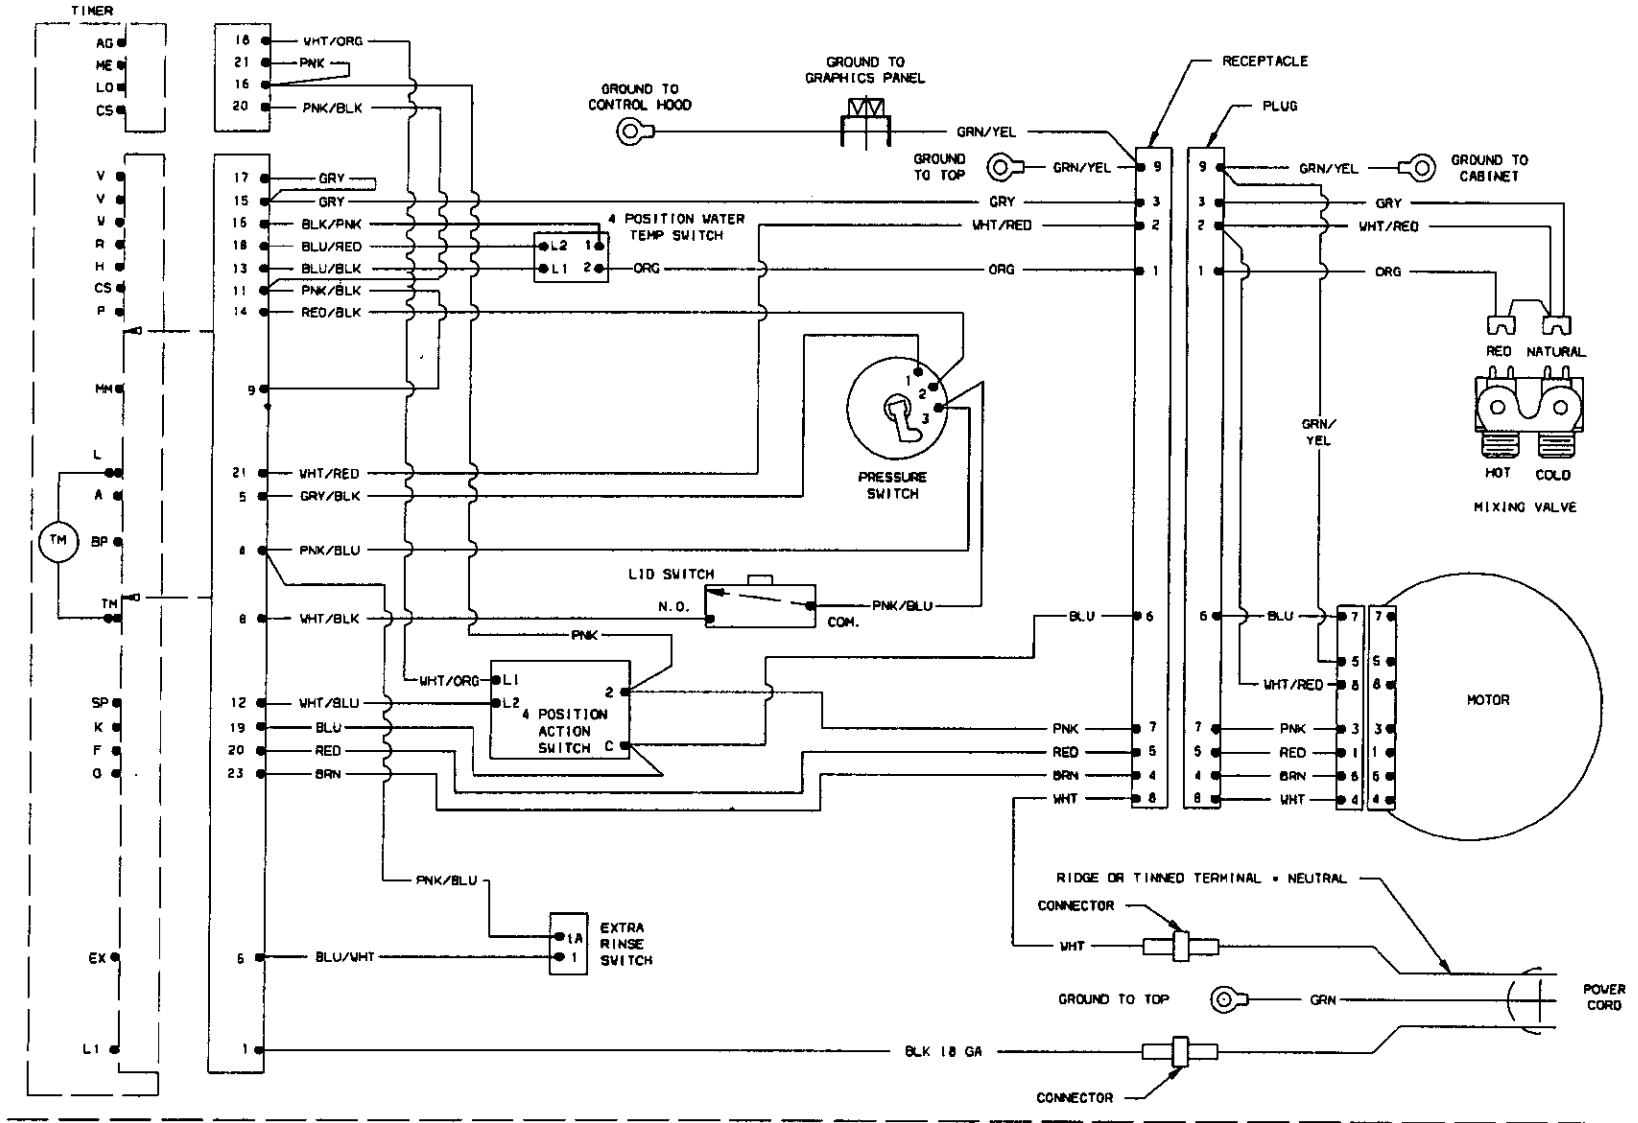 TIMER
AG
ME
LO
CS
V
V
W
R
H
CS
P
MM
L
A
TM
BP
TM
SP
K
F
G
EX
L1
18 WHT/ORG
21 PNK
16
20 PNK/BLK
17 GRY
15 GRY
16 BLK/PNK
18 BLU/RED
13 BLU/BLK
11 PNK/BLK
14 RED/BLK
9
21 WHT/RED
5 GRY/BLK
4 PNK/BLU
8 WHT/BLK
12 WHT/BLU
19 BLU
20 RED
23 BRN
PNK/BLU
6 BLU/WHT
1
4 POSITION WATER
TEMP SWITCH
L2 1
L1 2
ORG
GROUND TO
CONTROL HOOD
GROUND TO
GRAPHICS PANEL
GRN/YEL
GROUND
TO TOP
GRN/YEL
GRY
WHT/RED
ORG
1
2
3
PRESSURE
SWITCH
LID SWITCH
N.O.
COM.
PNK/BLU
PNK
WHT/ORG
L1
L2
2
C
4 POSITION
ACTION
SWITCH
BLU
PNK
RED
BRN
WHT
1A
1
EXTRA
RINSE
SWITCH
RECEPTACLE
9
3
2
1
6
7
5
4
8
PLUG
9
3
2
1
6
7
5
4
8
GRN/YEL
GROUND TO
CABINET
GRY
WHT/RED
ORG
RED NATURAL
HOT COLD
MIXING VALVE
GRN/
YEL
BLU
WHT/RED
PNK
RED
BRN
WHT
7 7
5 5
8 8
3 3
1 1
6 6
4 4
MOTOR
RIDGE OR TINNED TERMINAL = NEUTRAL
CONNECTOR
WHT
GROUND TO TOP
GRN
POWER
CORD
BLK 18 GA
CONNECTOR